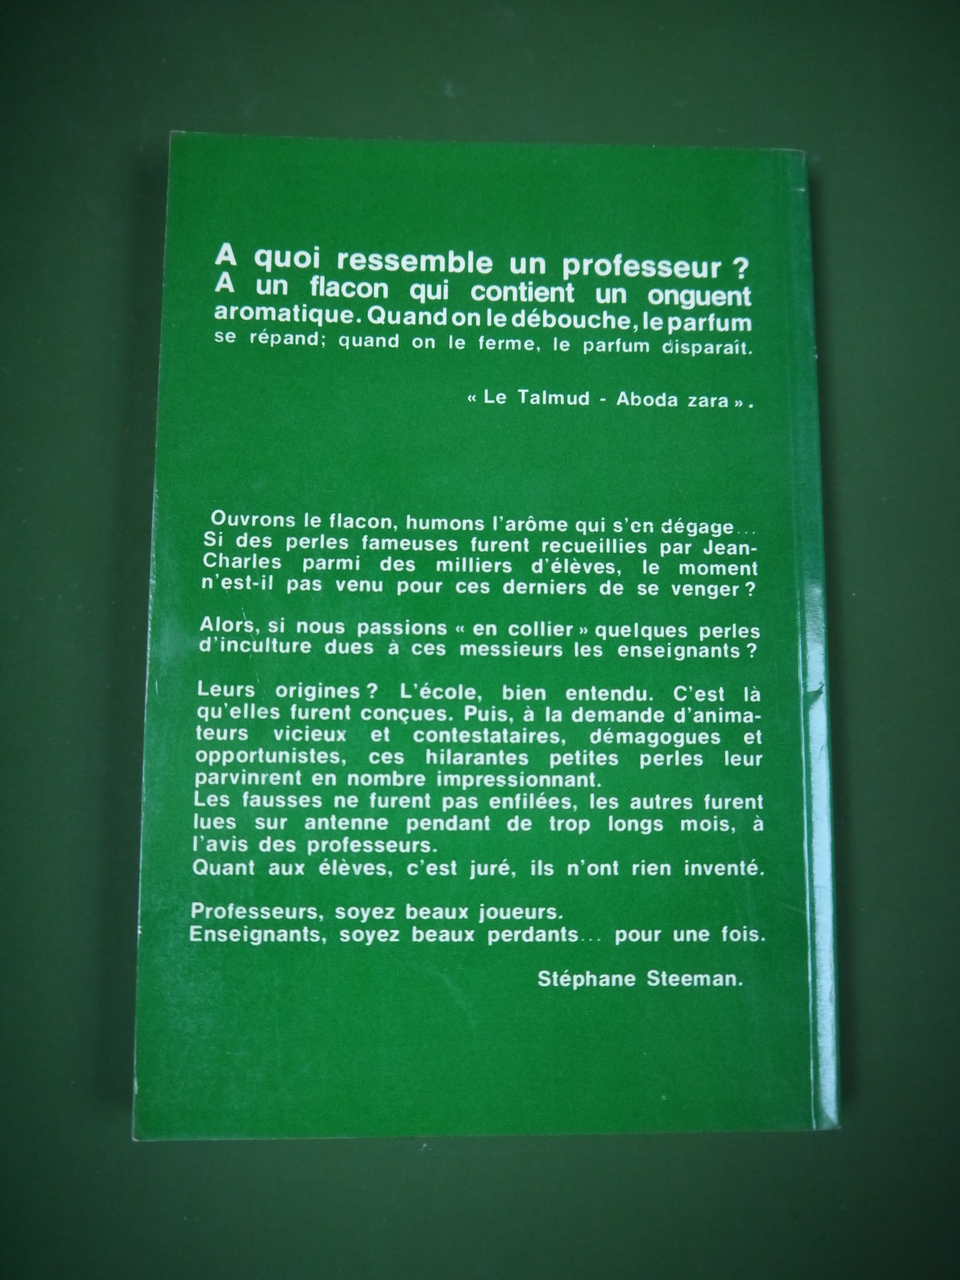 A quoi ressemble un professeur ?
A un flacon qui contient un onguent
aromatique. Quand on le débouche, le parfum
se répand; quand on le ferme, le parfum disparaît.
« Le Talmud - Aboda zara ».
Ouvrons le flacon, humons l'arôme qui s'en dégage...
Si des perles fameuses furent recueillies par Jean-
Charles parmi des milliers d'élèves, le moment
n'est-il pas venu pour ces derniers de se venger ?
Alors, si nous passions « en collier » quelques perles
d'inculture dues à ces messieurs les enseignants ?
Leurs origines ? L'école, bien entendu. C'est là
qu'elles furent conçues. Puis, à la demande d'anima-
teurs vicieux et contestataires, démagogues et
opportunistes, ces hilarantes petites perles leur
parvinrent en nombre impressionnant.
Les fausses ne furent pas enfilées, les autres furent
lues sur antenne pendant de trop longs mois, à
l'avis des professeurs.
Quant aux élèves, c'est juré, ils n'ont rien inventé.
Professeurs, soyez beaux joueurs.
Enseignants, soyez beaux perdants... pour une fois.
Stéphane Steeman.